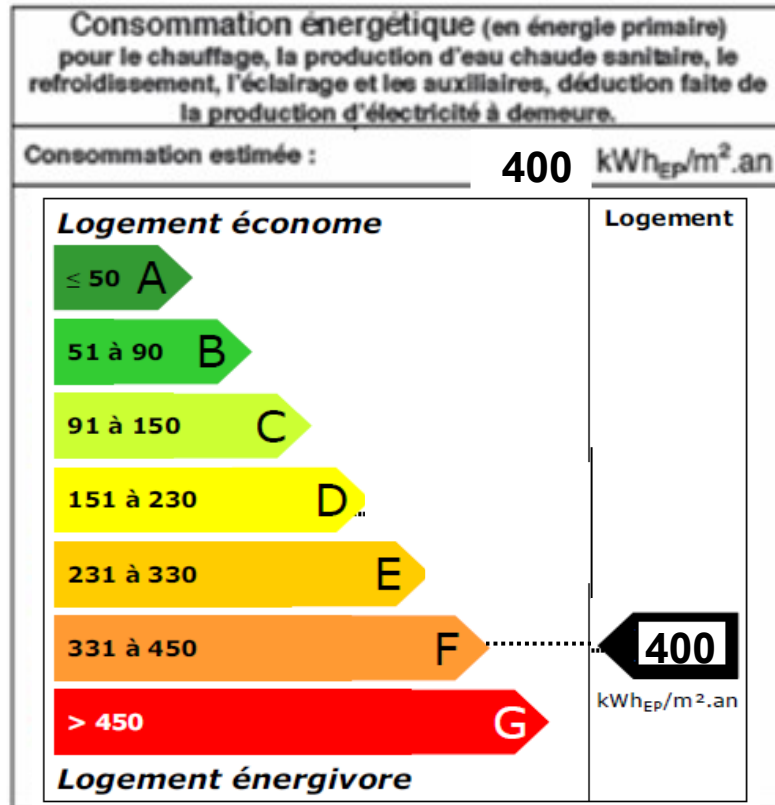 Consommation énergétique (en énergie primaire)
pour le chauffage, la production d'eau chaude sanitaire, le
refroidissement, l'éclairage et les auxiliaires, déduction faite de
la production d'électricité à demeure.
Consommation estimée : 400 kWhEP/m².an
Logement économe
Logement
≤ 50 A
51 à 90 B
91 à 150 C
151 à 230 D
231 à 330 E
331 à 450 F
400
kWhEP/m².an
> 450 G
Logement énergivore